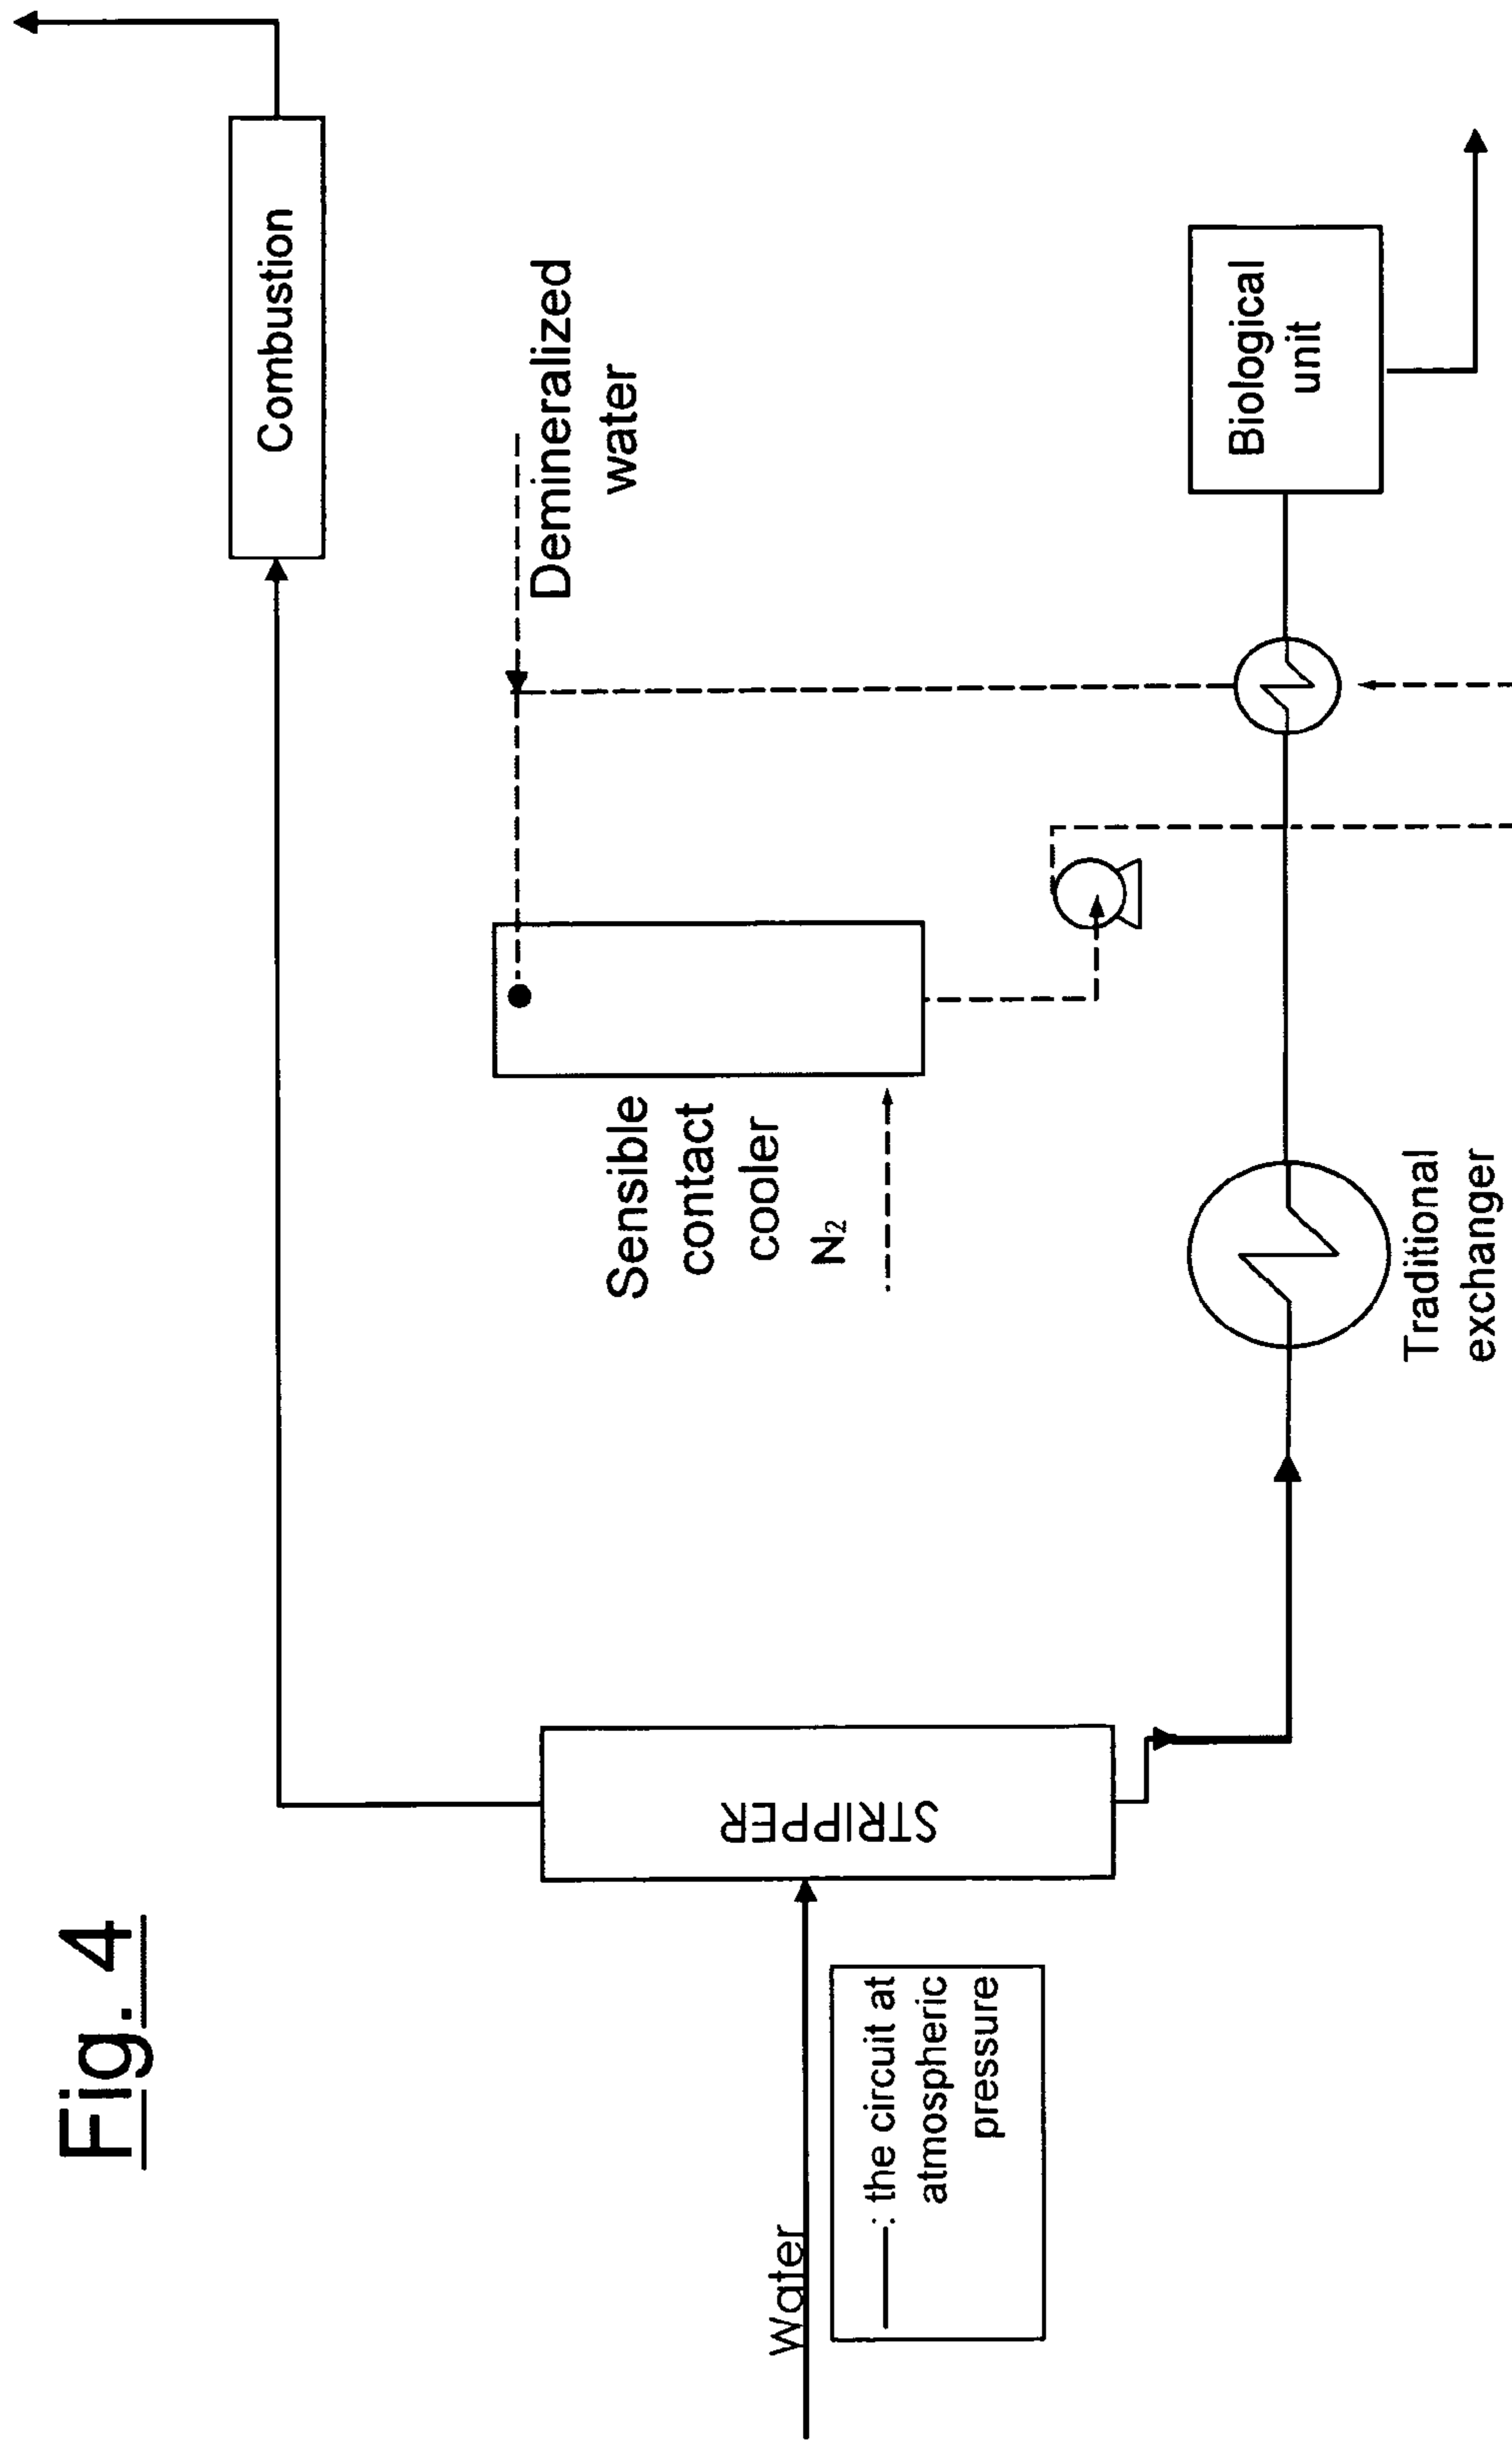 Fig. 4
Combustion
Demineralized
water
Sensible
contact
cooler
N₂
STRIPPER
Water
— : the circuit at
atmospheric
pressure
Biological
unit
Traditional
exchanger